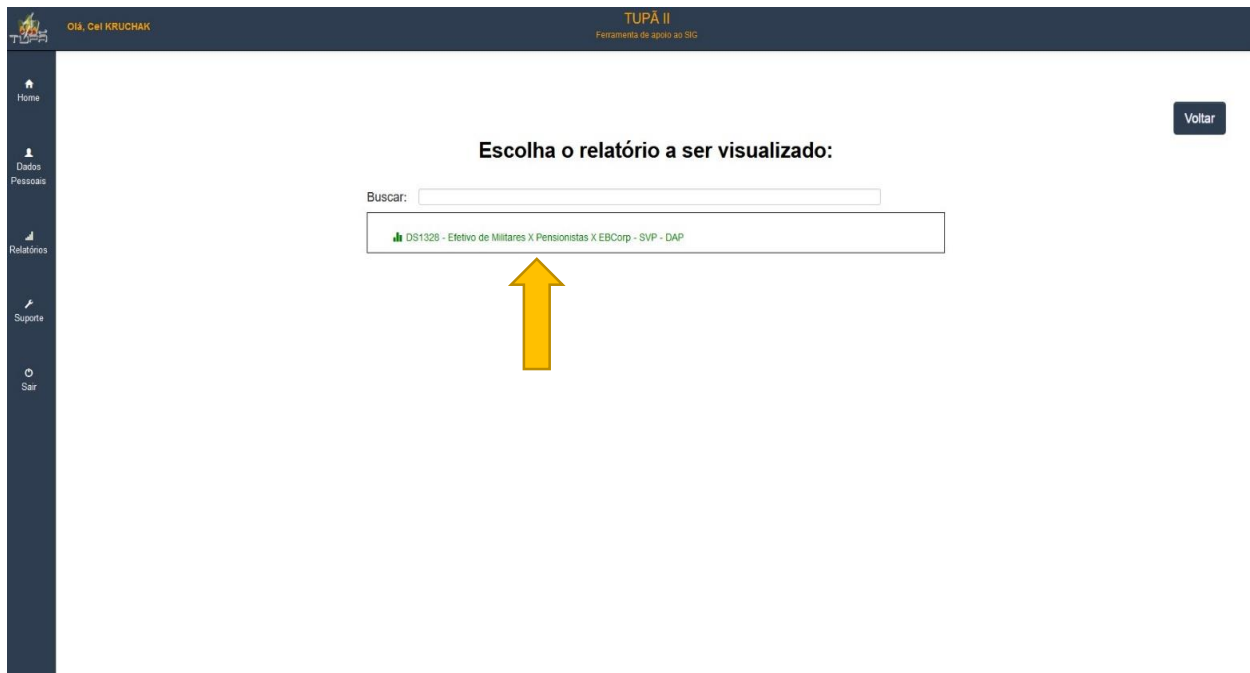 TUPÃ
Olá, Cel KRUCHAK
TUPÃ II
Ferramenta de apoio ao SIG
Home
Dados
Pessoais
Relatórios
Suporte
Sair
Voltar
Escolha o relatório a ser visualizado:
Buscar:
DS1328 - Efetivo de Militares X Pensionistas X EBCorp - SVP - DAP